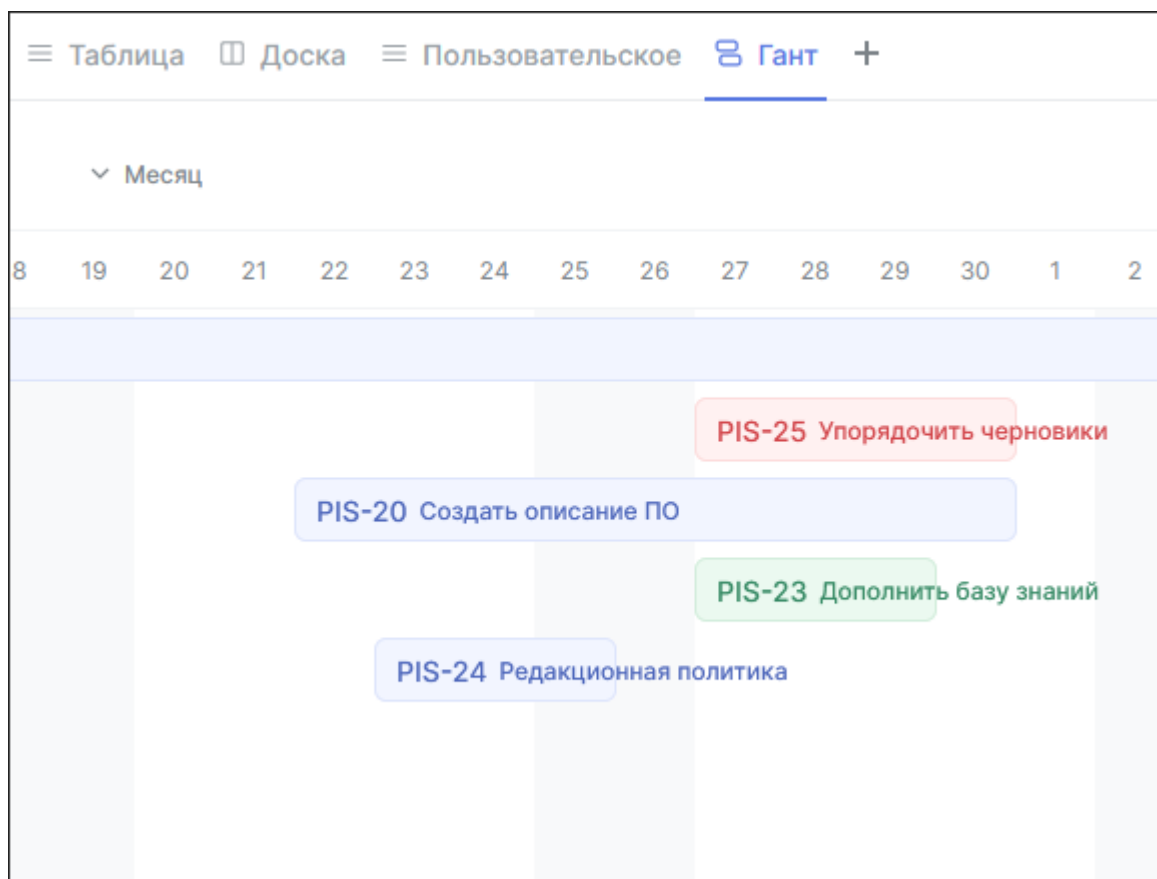 Таблица Доска Пользовательское Гант +
Месяц
8 19 20 21 22 23 24 25 26 27 28 29 30 1 2
PIS-25 Упорядочить черновики
PIS-20 Создать описание ПО
PIS-23 Дополнить базу знаний
PIS-24 Редакционная политика